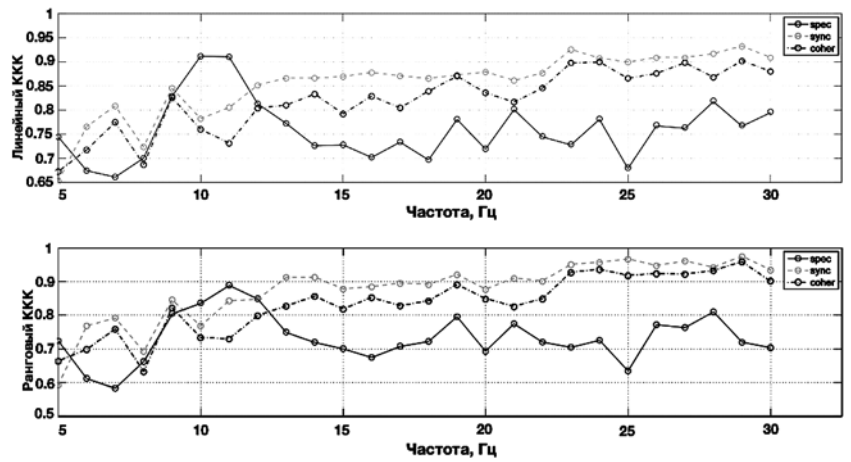 1
0.95
0.9
0.85
0.8
0.75
0.7
0.65
5
10
15
20
25
30
Линейный ККК
Частота, Гц
spec
sync
coher
1
0.9
0.8
0.7
0.6
0.5
5
10
15
20
25
30
Ранговый ККК
Частота, Гц
spec
sync
coher